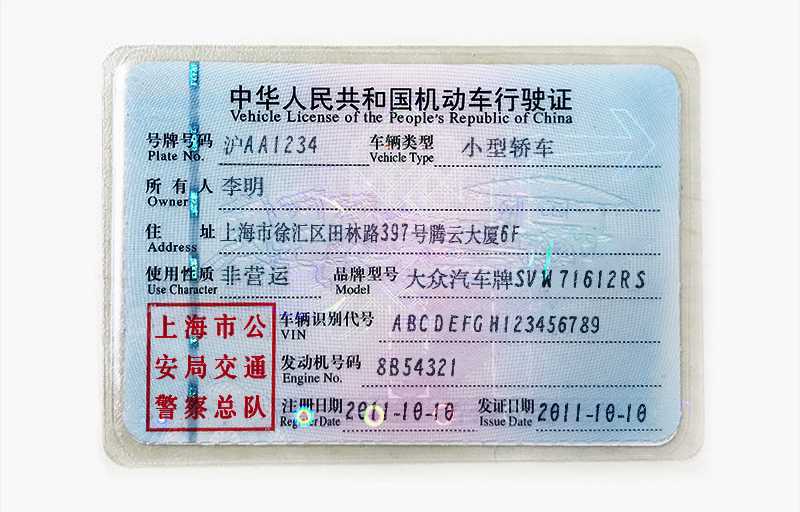 中华人民共和国机动车行驶证
Vehicle License of the People's Republic of China
号牌号码 沪AA1234 车辆类型 小型轿车
Plate No. Vehicle Type
所有人 李明
Owner
住址 上海市徐汇区田林路397号腾云大厦6F
Address
使用性质 非营运 品牌型号 大众汽车牌SVW71612RS
Use Character Model
上海市公
安局交通
警察总队
车辆识别代号 ABCDEFGH123456789
VIN
发动机号码 8B54321
Engine No.
注册日期 2011-10-10 发证日期 2011-10-10
Register Date Issue Date